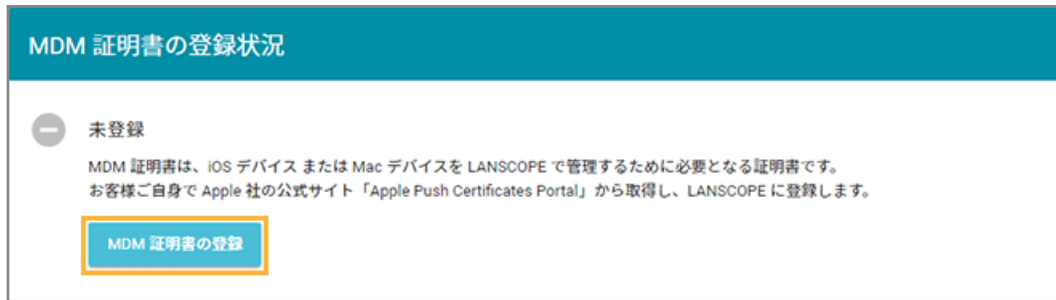 MDM 証明書の登録状況
未登録
MDM 証明書は、iOS デバイス または Mac デバイスを LANSCOPE で管理するために必要となる証明書です。
お客様ご自身で Apple 社の公式サイト「Apple Push Certificates Portal」から取得し、LANSCOPE に登録します。
MDM 証明書の登録